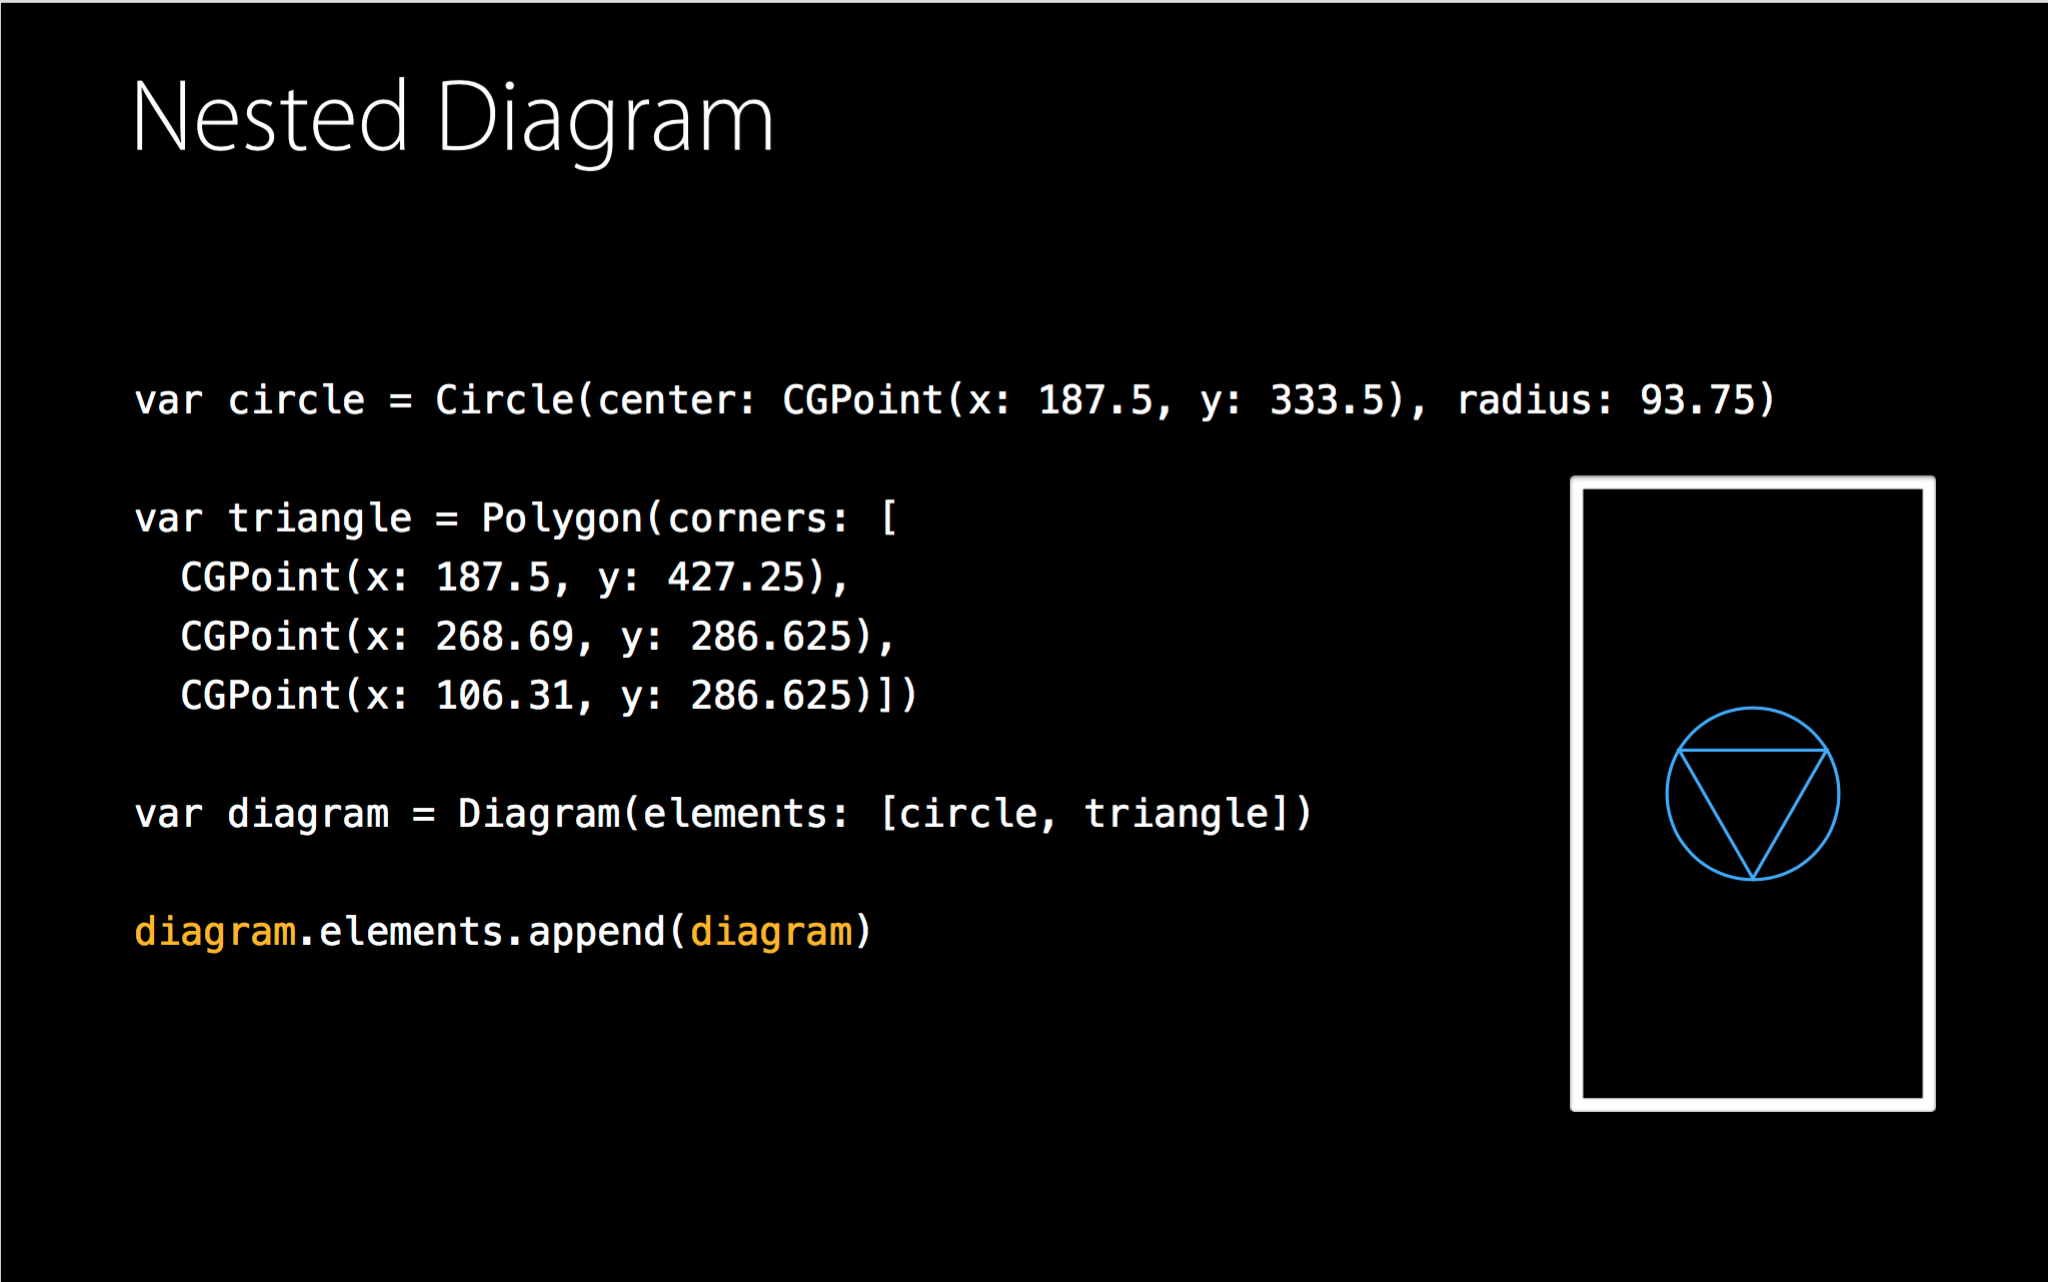 Nested Diagram
var circle = Circle(center: CGPoint(x: 187.5, y: 333.5), radius: 93.75)
var triangle = Polygon(corners: [
  CGPoint(x: 187.5, y: 427.25),
  CGPoint(x: 268.69, y: 286.625),
  CGPoint(x: 106.31, y: 286.625)])
var diagram = Diagram(elements: [circle, triangle])
diagram.elements.append(diagram)